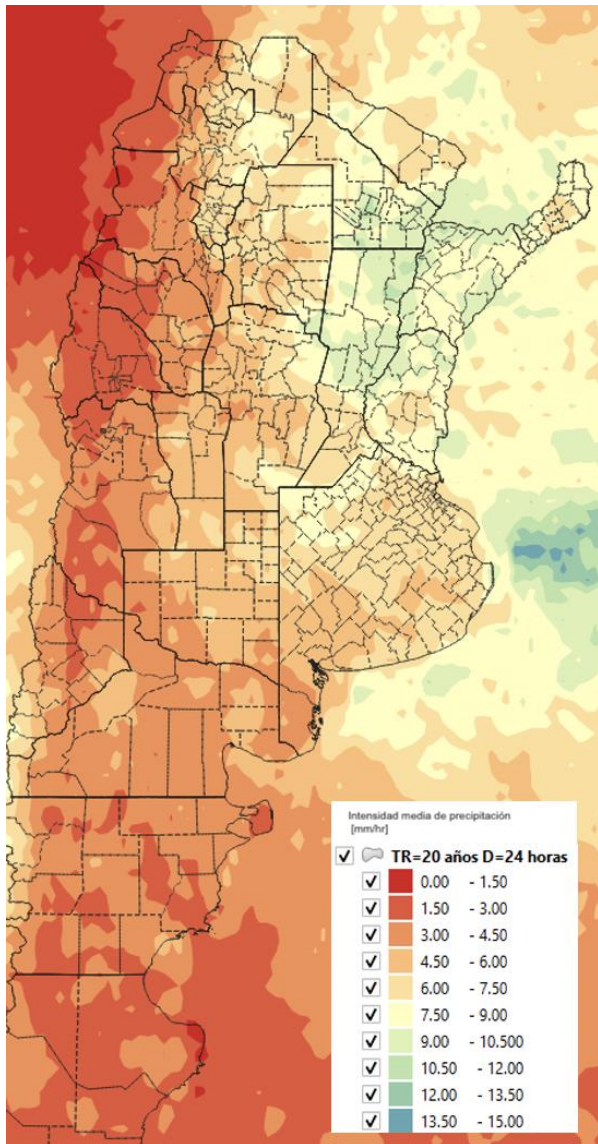 Intensidad media de precipitación
[mm/hr]
TR=20 años D=24 horas
0.00 - 1.50
1.50 - 3.00
3.00 - 4.50
4.50 - 6.00
6.00 - 7.50
7.50 - 9.00
9.00 - 10.500
10.50 - 12.00
12.00 - 13.50
13.50 - 15.00